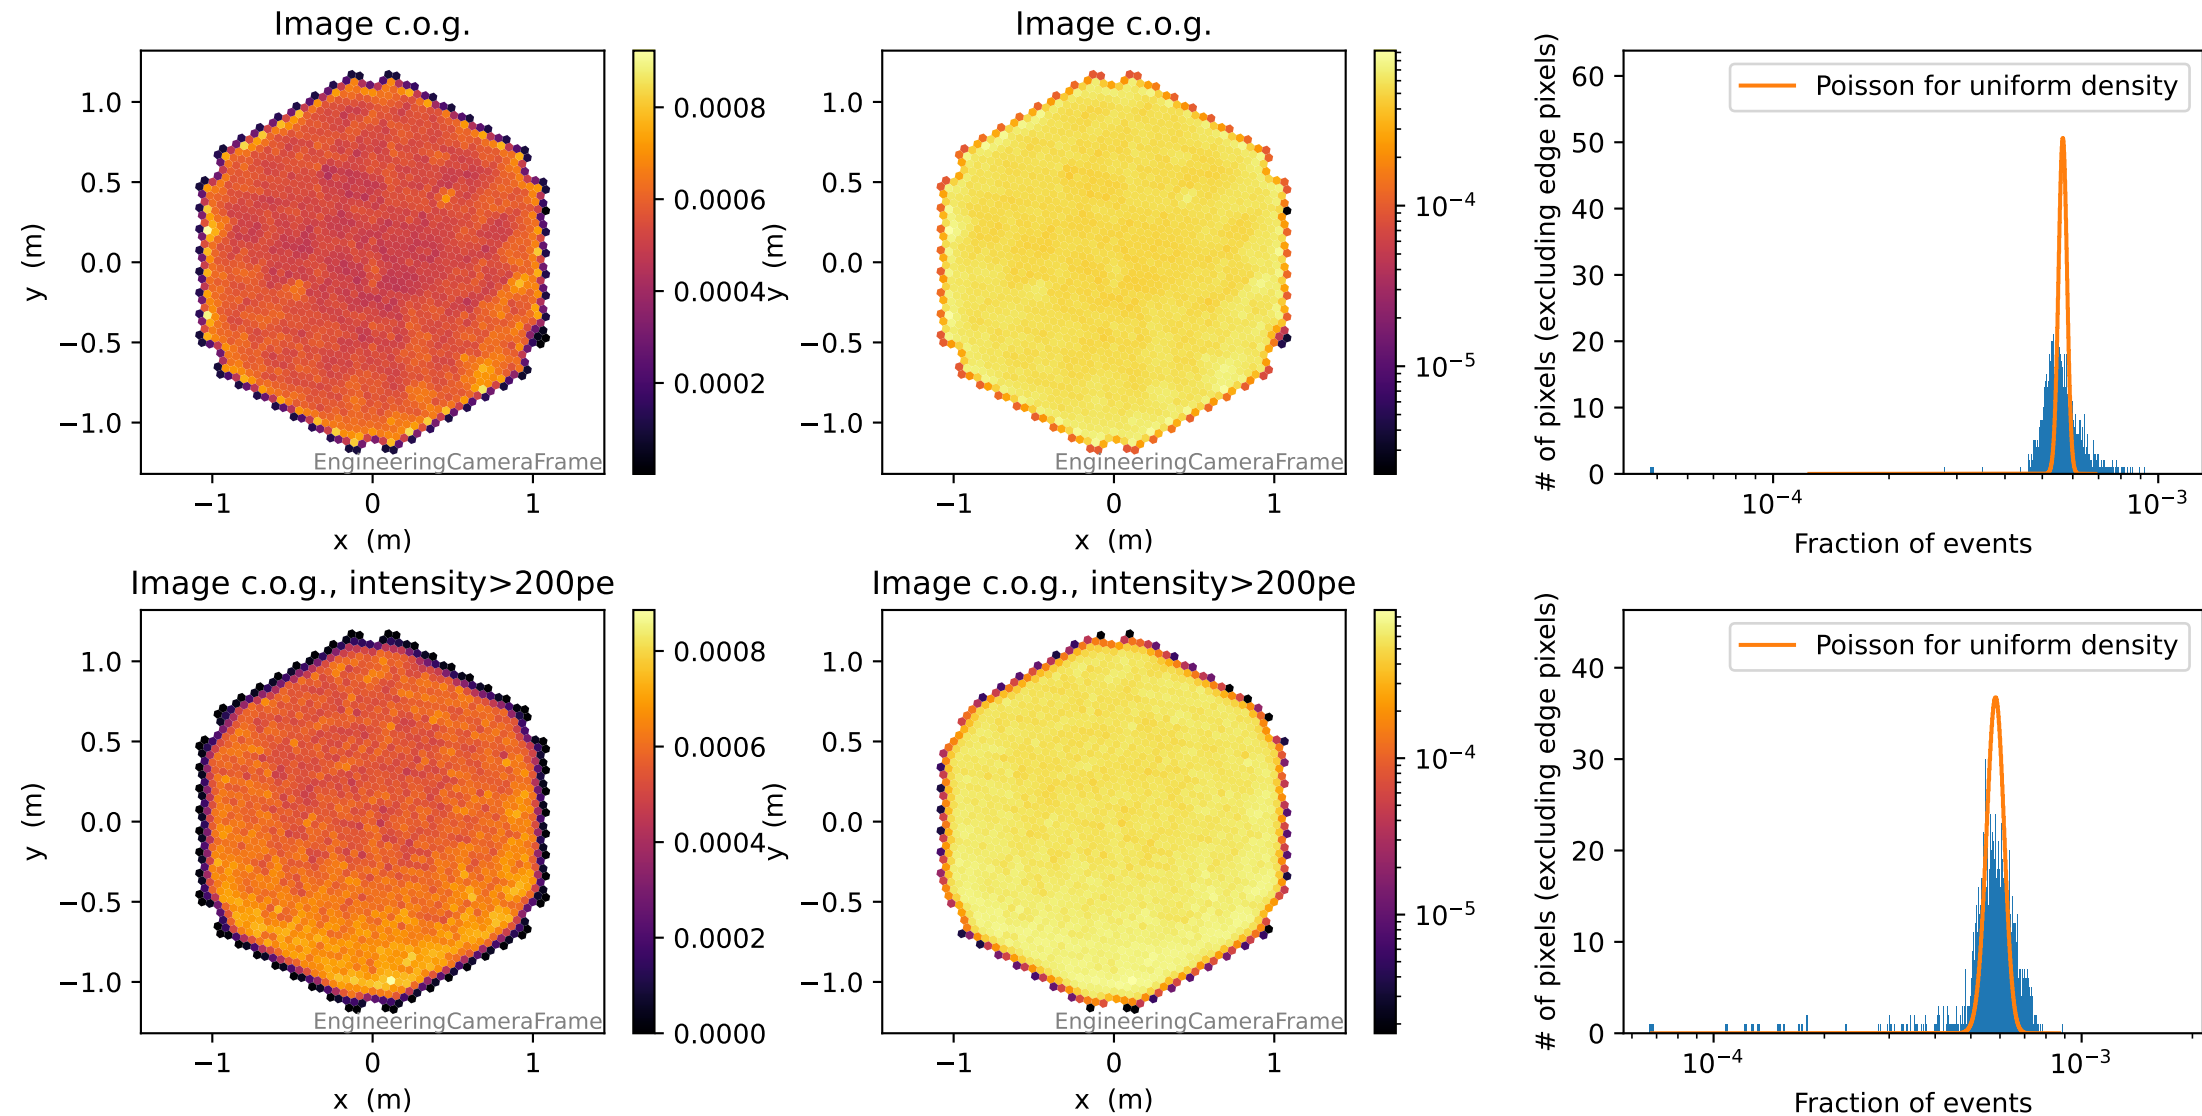 Image c.o.g.
1.0
0.5
0.0
−0.5
−1.0
y (m)
−1
0
1
x (m)
EngineeringCameraFrame
0.0008
0.0006
0.0004
0.0002
Image c.o.g.
1.0
0.5
0.0
−0.5
−1.0
y (m)
−1
0
1
x (m)
EngineeringCameraFrame
10⁻⁴
10⁻⁵
# of pixels (excluding edge pixels)
60
50
40
30
20
10
0
Poisson for uniform density
10⁻⁴
10⁻³
Fraction of events
Image c.o.g., intensity>200pe
1.0
0.5
0.0
−0.5
−1.0
y (m)
−1
0
1
x (m)
EngineeringCameraFrame
0.0008
0.0006
0.0004
0.0002
0.0000
Image c.o.g., intensity>200pe
1.0
0.5
0.0
−0.5
−1.0
y (m)
−1
0
1
x (m)
EngineeringCameraFrame
10⁻⁴
10⁻⁵
# of pixels (excluding edge pixels)
40
30
20
10
0
Poisson for uniform density
10⁻⁴
10⁻³
Fraction of events